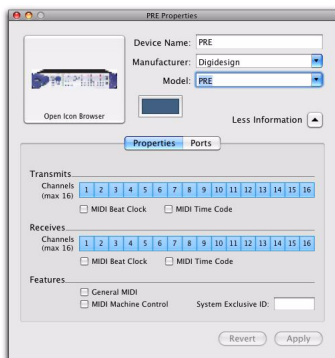 PRE Properties
Device Name: PRE
Manufacturer: Digidesign
Model: PRE
Open Icon Browser
Less Information
Properties Ports
Transmits
Channels (max 16) 1 2 3 4 5 6 7 8 9 10 11 12 13 14 15 16
MIDI Beat Clock MIDI Time Code
Receives
Channels (max 16) 1 2 3 4 5 6 7 8 9 10 11 12 13 14 15 16
MIDI Beat Clock MIDI Time Code
Features
General MIDI
MIDI Machine Control System Exclusive ID:
Revert Apply